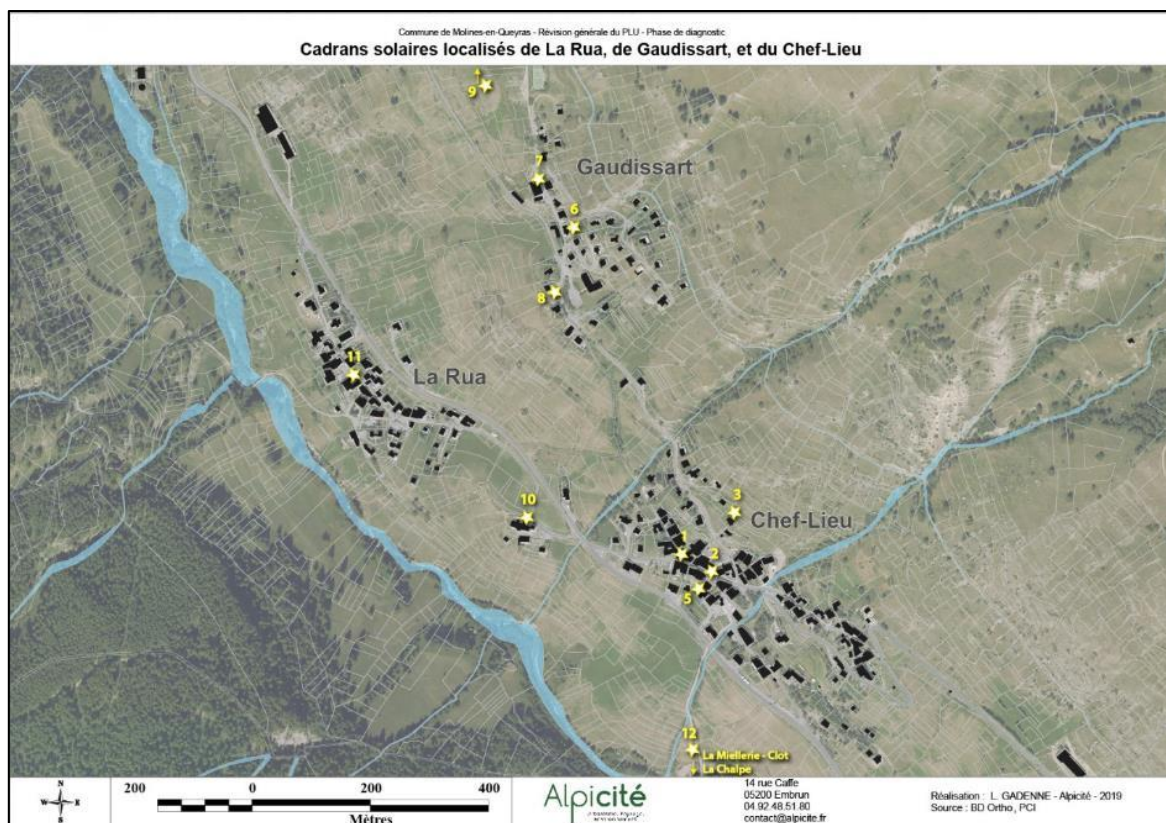 Commune de Molines-en-Queyras - Révision générale du PLU - Phase de diagnostic
Cadrans solaires localisés de La Rua, de Gaudissart, et du Chef-Lieu
9
7
Gaudissart
6
8
11
La Rua
10
3
Chef-Lieu
1
2
5
12
La Miellerie - Clot
La Chalpe
N
W E
S
200 0 200 400
Mètres
Alpicité
14 rue Caffe
05200 Embrun
04.92.48.51.80
contact@alpicite.fr
Réalisation : L. GADENNE - Alpicité - 2019
Source : BD Ortho, PCI